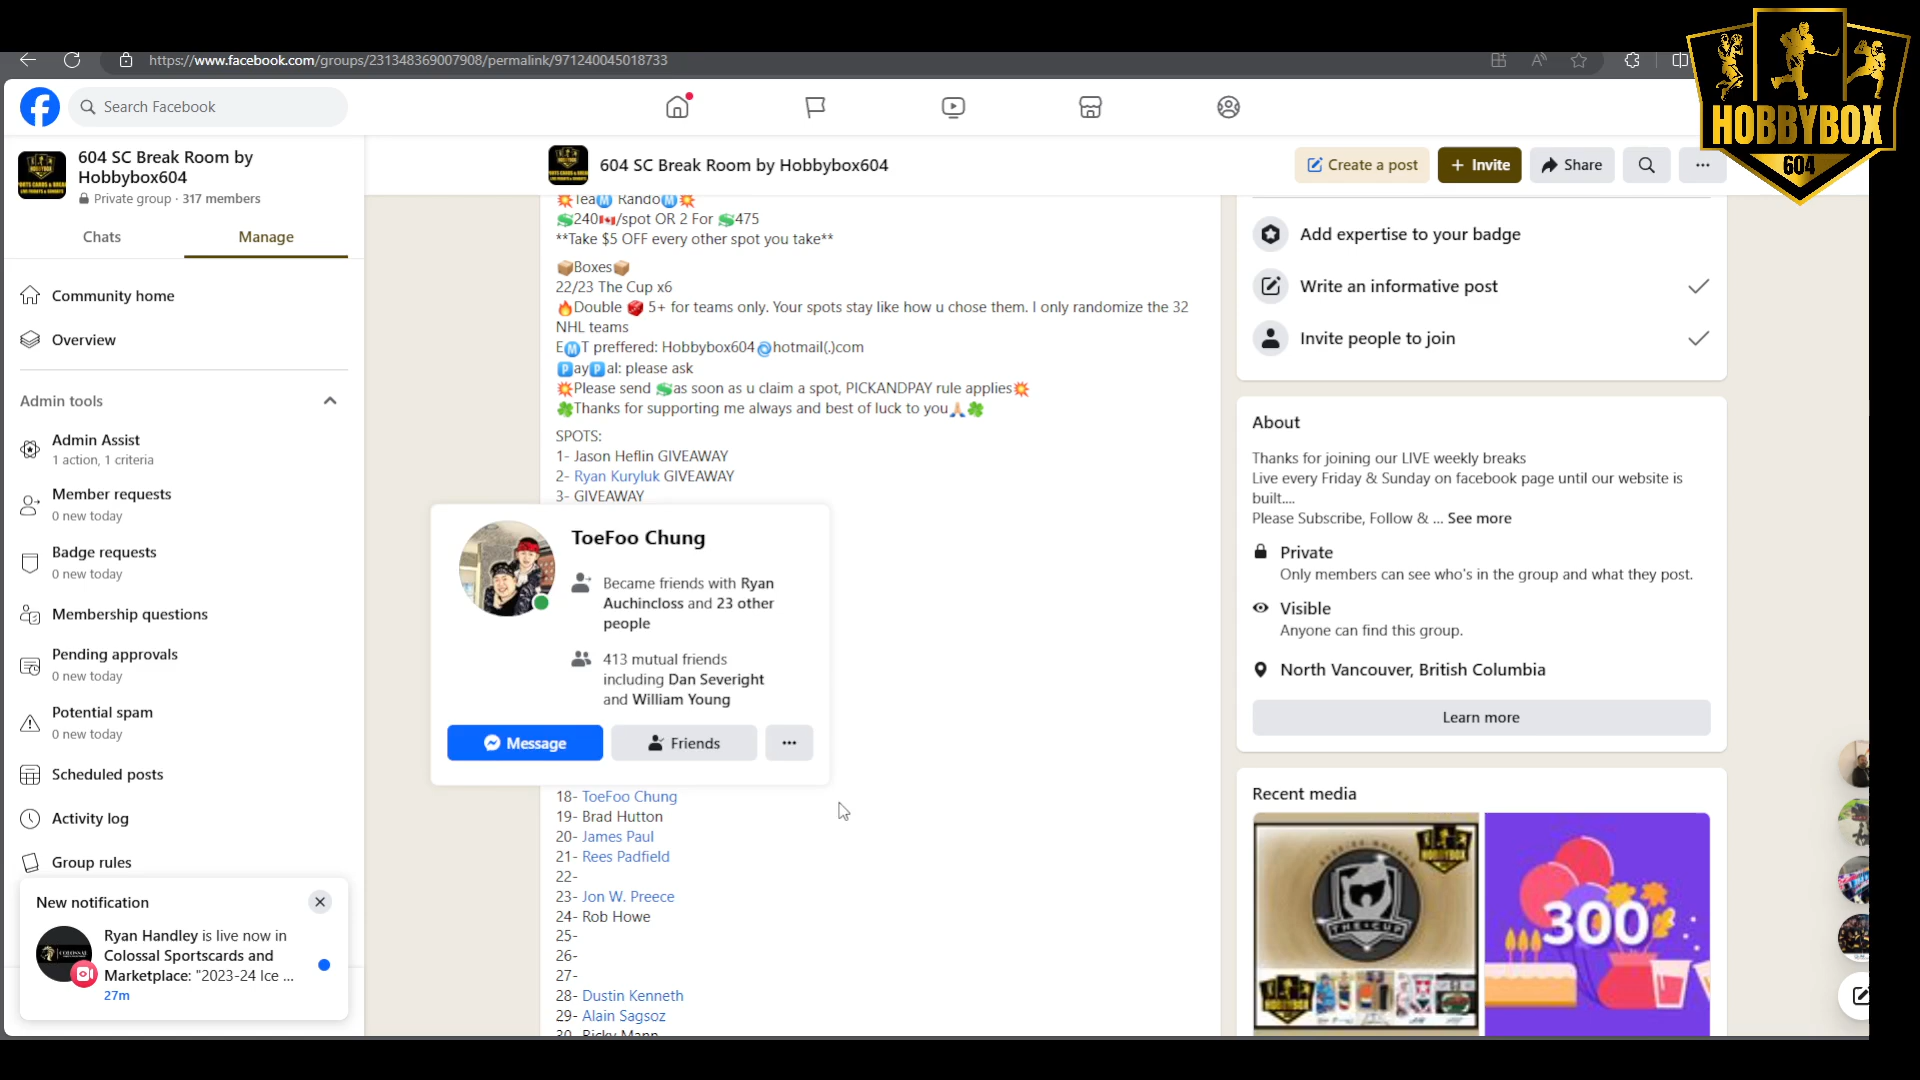 https://www.facebook.com/groups/231348369007908/permalink/971240045018733
HOBBYBOX
604
Search Facebook
604 SC Break Room by
Hobbybox604
Private group · 317 members
Chats
Manage
Community home
Overview
Admin tools
Admin Assist
1 action, 1 criteria
Member requests
0 new today
Badge requests
0 new today
Membership questions
Pending approvals
0 new today
Potential spam
0 new today
Scheduled posts
Activity log
Group rules
New notification
Ryan Handley is live now in
Colossal Sportscards and
Marketplace: "2023-24 Ice ...
27m
604 SC Break Room by Hobbybox604
Create a post
+ Invite
Share
💥TeaⓂ️ RandoⓂ️💥
💲240🇨🇦/spot OR 2 For 💲475
**Take $5 OFF every other spot you take**
📦Boxes📦
22/23 The Cup x6
🔥Double 🎲 5+ for teams only. Your spots stay like how u chose them. I only randomize the 32
NHL teams
EⓂ️T preffered: Hobbybox604🌀hotmail(.)com
🅿️ay🅿️al: please ask
💥Please send 💲as soon as u claim a spot, PICKANDPAY rule applies💥
🍀Thanks for supporting me always and best of luck to you🙏🏻🍀
SPOTS:
1- Jason Heflin GIVEAWAY
2- Ryan Kuryluk GIVEAWAY
3- GIVEAWAY
ToeFoo Chung
Became friends with Ryan
Auchincloss and 23 other
people
413 mutual friends
including Dan Severight
and William Young
Message
Friends
18- ToeFoo Chung
19- Brad Hutton
20- James Paul
21- Rees Padfield
22-
23- Jon W. Preece
24- Rob Howe
25-
26-
27-
28- Dustin Kenneth
29- Alain Sagsoz
30- Ricky Mann
Add expertise to your badge
Write an informative post
Invite people to join
About
Thanks for joining our LIVE weekly breaks
Live every Friday & Sunday on facebook page until our website is
built....
Please Subscribe, Follow & ... See more
Private
Only members can see who's in the group and what they post.
Visible
Anyone can find this group.
North Vancouver, British Columbia
Learn more
Recent media
THE CUP
HOBBYBOX
300